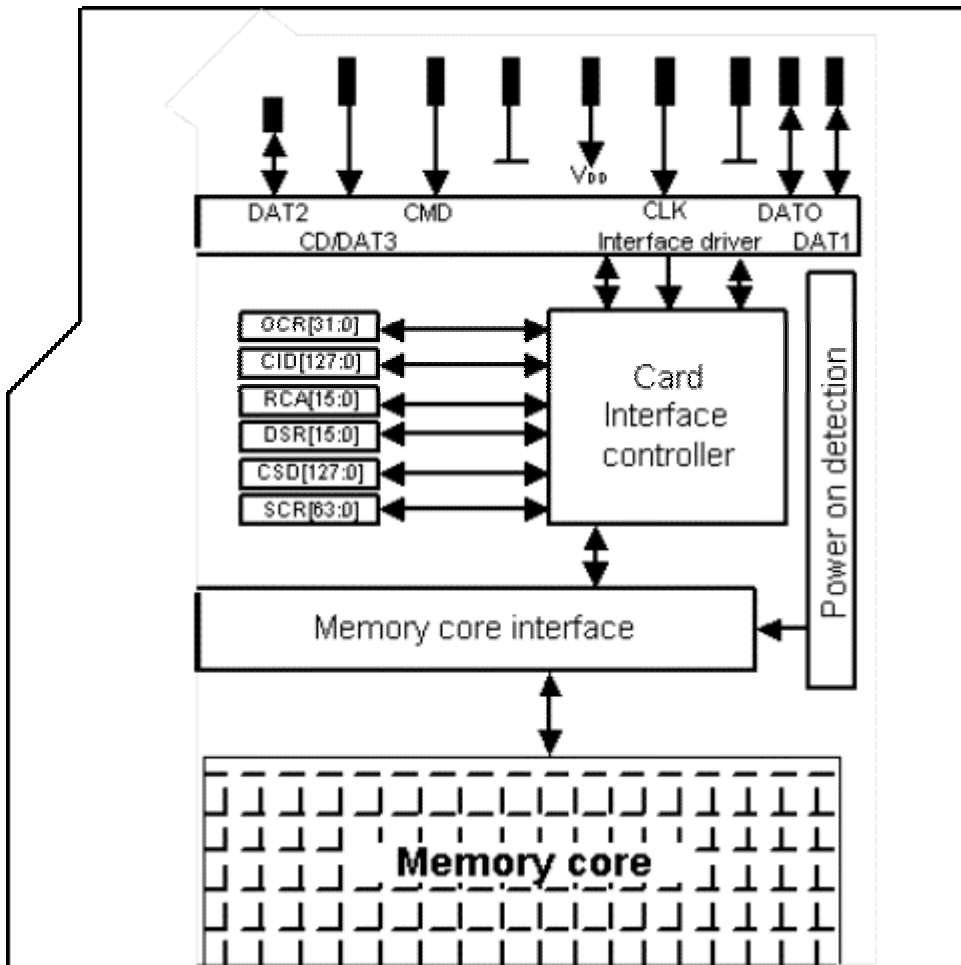 VDD
DAT2 CMD CLK DATO
CD/DAT3 Interface driver DAT1
OCR[31:0]
CID[127:0]
RCA[15:0]
DSR[15:0]
CSD[127:0]
SCR[63:0]
Card
Interface
controller
Power on detection
Memory core interface
Memory core